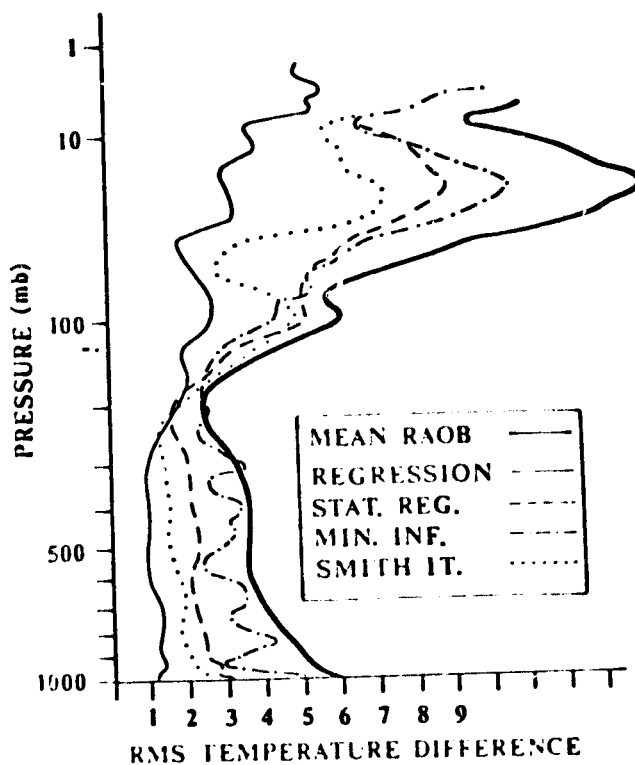 1
10
100
500
1000
PRESSURE (mb)
MEAN RAOB
REGRESSION
STAT. REG.
MIN. INF.
SMITH IT.
1 2 3 4 5 6 7 8 9
RMS TEMPERATURE DIFFERENCE